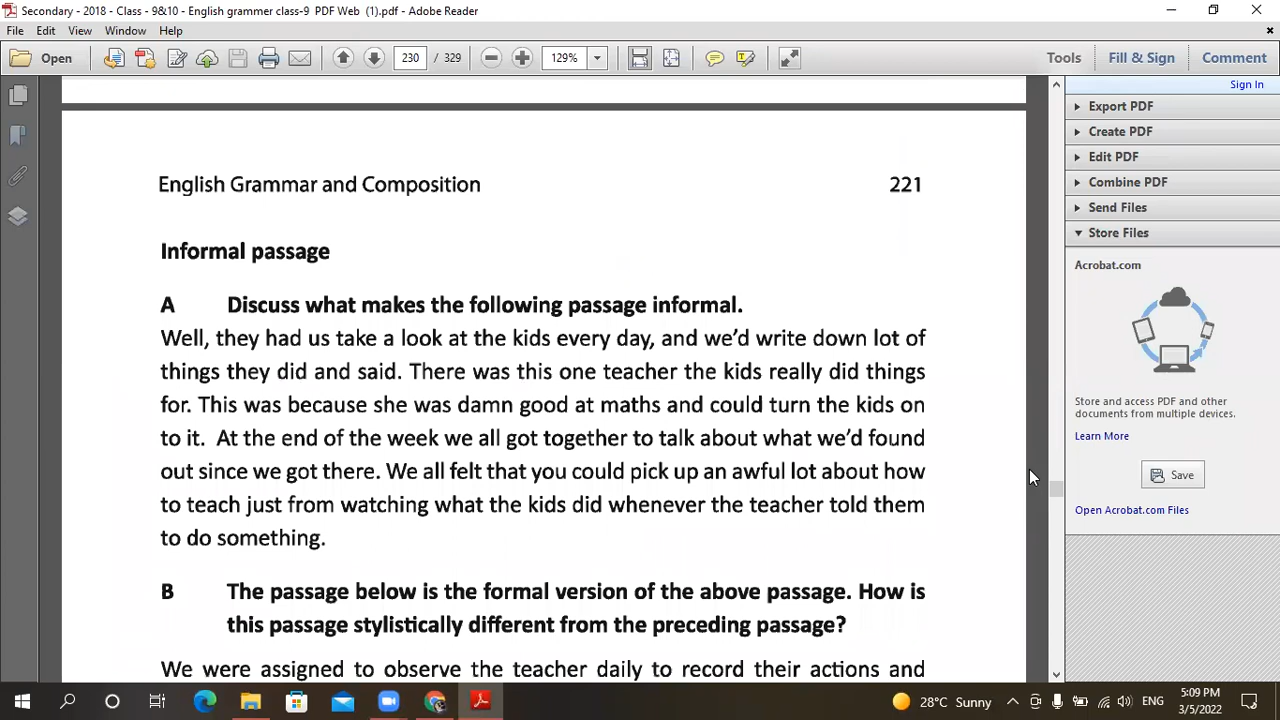 Secondary - 2018 - Class - 9&10 - English grammer class-9  PDF Web  (1).pdf - Adobe Reader
File Edit View Window Help
Open 230 / 329 129% Tools Fill & Sign Comment
Sign In
Export PDF
Create PDF
Edit PDF
Combine PDF
Send Files
Store Files
Acrobat.com
Store and access PDF and other
documents from multiple devices.
Learn More
Save
Open Acrobat.com Files
English Grammar and Composition 221
Informal passage
A Discuss what makes the following passage informal.
Well, they had us take a look at the kids every day, and we’d write down lot of
things they did and said. There was this one teacher the kids really did things
for. This was because she was damn good at maths and could turn the kids on
to it. At the end of the week we all got together to talk about what we’d found
out since we got there. We all felt that you could pick up an awful lot about how
to teach just from watching what the kids did whenever the teacher told them
to do something.
B The passage below is the formal version of the above passage. How is
this passage stylistically different from the preceding passage?
We were assigned to observe the teacher daily to record their actions and
28°C Sunny ENG 5:09 PM
3/5/2022